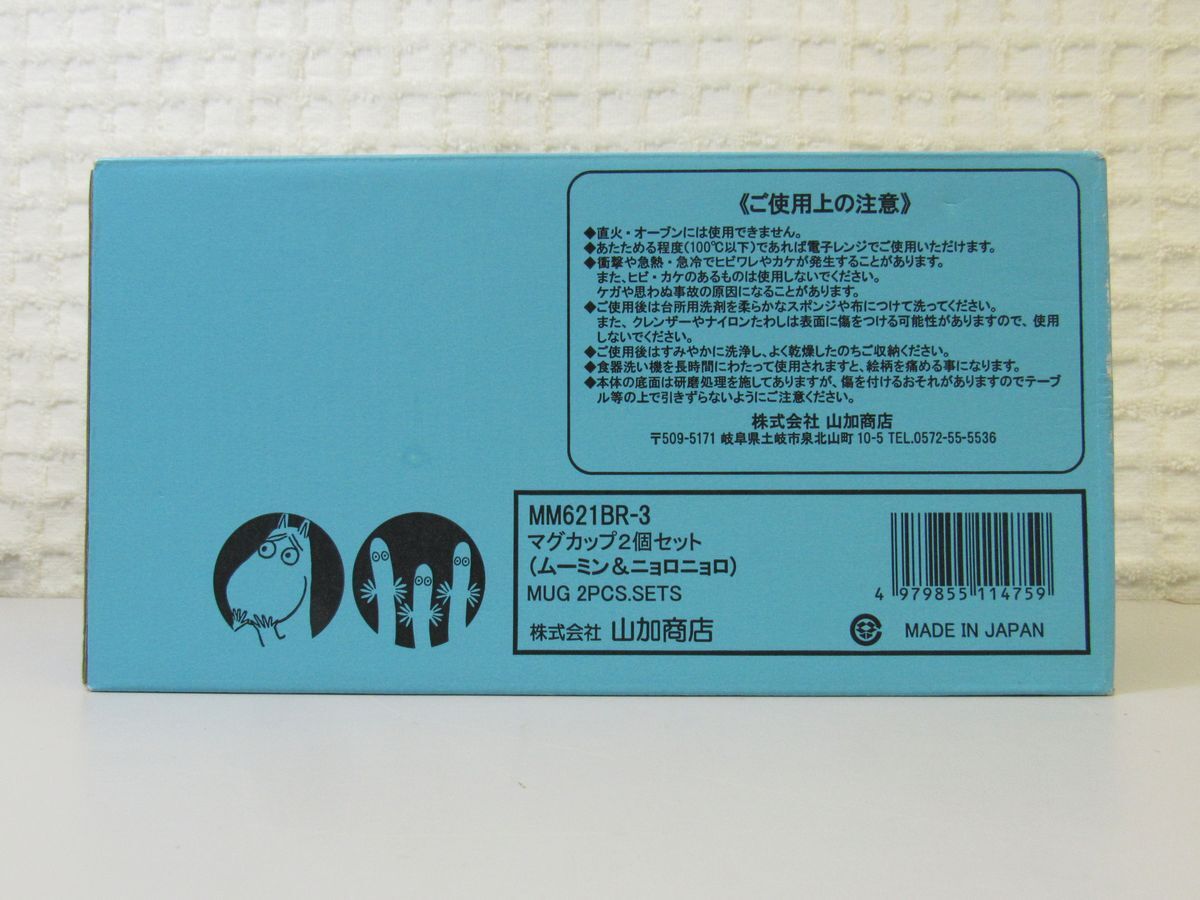 《ご使用上の注意》
◆直火・オーブンには使用できません。
◆あたためる程度(100℃以下)であれば電子レンジでご使用いただけます。
◆衝撃や急熱・急冷でヒビワレやカケが発生することがあります。
また、ヒビ・カケのあるものは使用しないでください。
ケガや思わぬ事故の原因になることがあります。
◆ご使用後は台所用洗剤を柔らかなスポンジや布につけて洗ってください。
また、クレンザーやナイロンたわしは表面に傷をつける可能性がありますので、使用
しないでください。
◆ご使用後はすみやかに洗浄し、よく乾燥したのちご収納ください。
◆食器洗い機を長時間にわたって使用されますと、絵柄を痛める事になります。
◆本体の底面は研磨処理を施してありますが、傷を付けるおそれがありますのでテーブ
ル等の上で引きずらないようにご注意ください。
株式会社 山加商店
〒509-5171 岐阜県土岐市泉北山町 10-5 TEL.0572-55-5536
MM621BR-3
マグカップ2個セット
(ムーミン&ニョロニョロ)
MUG 2PCS.SETS
株式会社 山加商店
4 979855 114759
MADE IN JAPAN